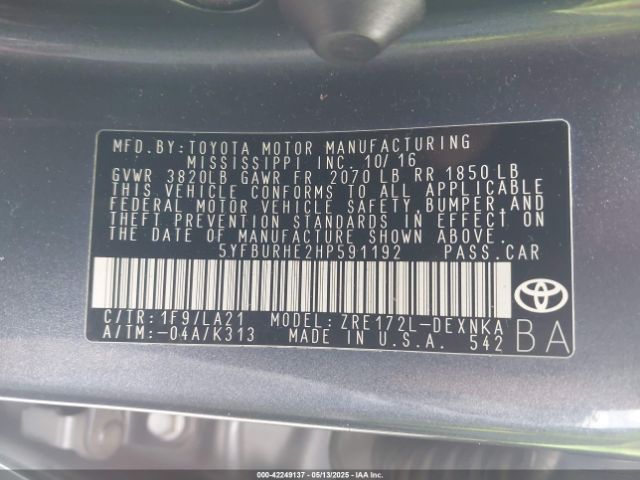 MFD.BY:TOYOTA MOTOR MANUFACTURING
MISSISSIPPI INC. 10/16
GVWR 3820LB GAWR FR 2070 LB RR 1850 LB
THIS VEHICLE CONFORMS TO ALL APPLICABLE
FEDERAL MOTOR VEHICLE SAFETY, BUMPER, AND
THEFT PREVENTION STANDARDS IN EFFECT ON
THE DATE OF MANUFACTURE SHOWN ABOVE.
5YFBURHE2HP591192 PASS.CAR
C/TR:1F9/LA21 MODEL:ZRE172L-DEXNKA
A/TM:-04A/K313 MADE IN U.S.A. 542
TOYOTA
BA
000-42249137 - 05/13/2025 - IAA Inc.